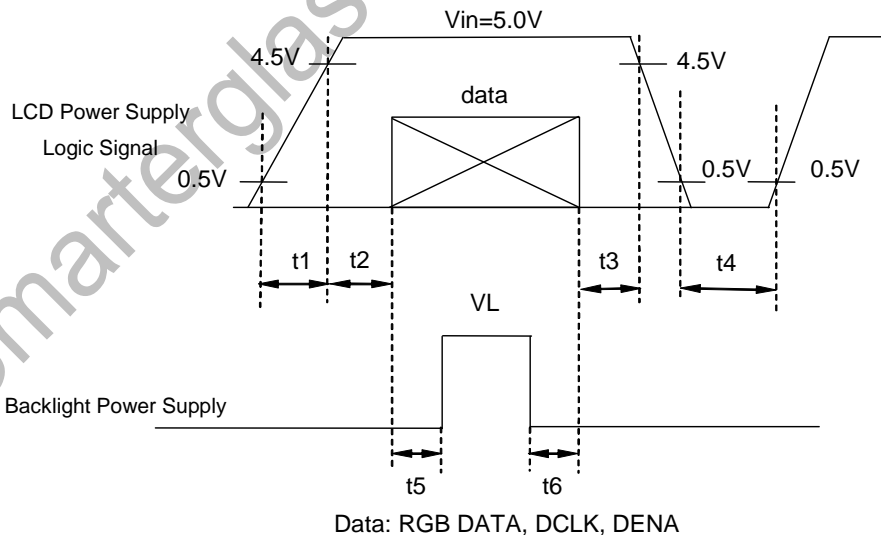 Vin=5.0V
4.5V
4.5V
data
LCD Power Supply
Logic Signal
0.5V
0.5V
0.5V
t1
t2
t3
t4
VL
Backlight Power Supply
t5
t6
Data: RGB DATA, DCLK, DENA